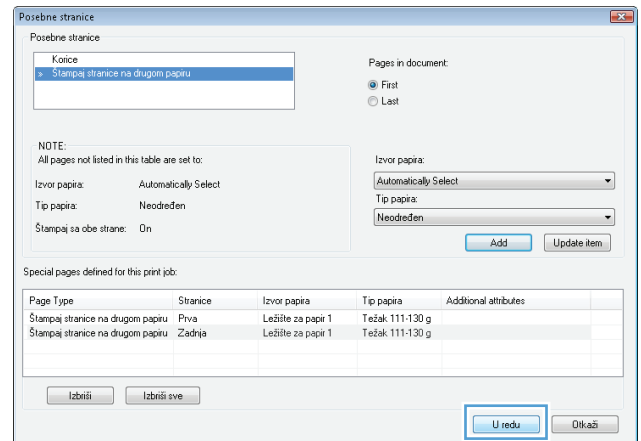 Posebne stranice
Posebne stranice
Korice
» Štampaj stranice na drugom papiru
Pages in document:
First
Last
NOTE:
All pages not listed in this table are set to:
Izvor papira: Automatically Select
Tip papira: Neodređen
Štampaj sa obe strane: On
Izvor papira:
Automatically Select
Tip papira:
Neodređen
Add Update item
Special pages defined for this print job:
Page Type Stranice Izvor papira Tip papira Additional attributes
Štampaj stranice na drugom papiru Prva Ležište za papir 1 Težak 111-130 g
Štampaj stranice na drugom papiru Zadnja Ležište za papir 1 Težak 111-130 g
Izbriši Izbriši sve
U redu Otkaži